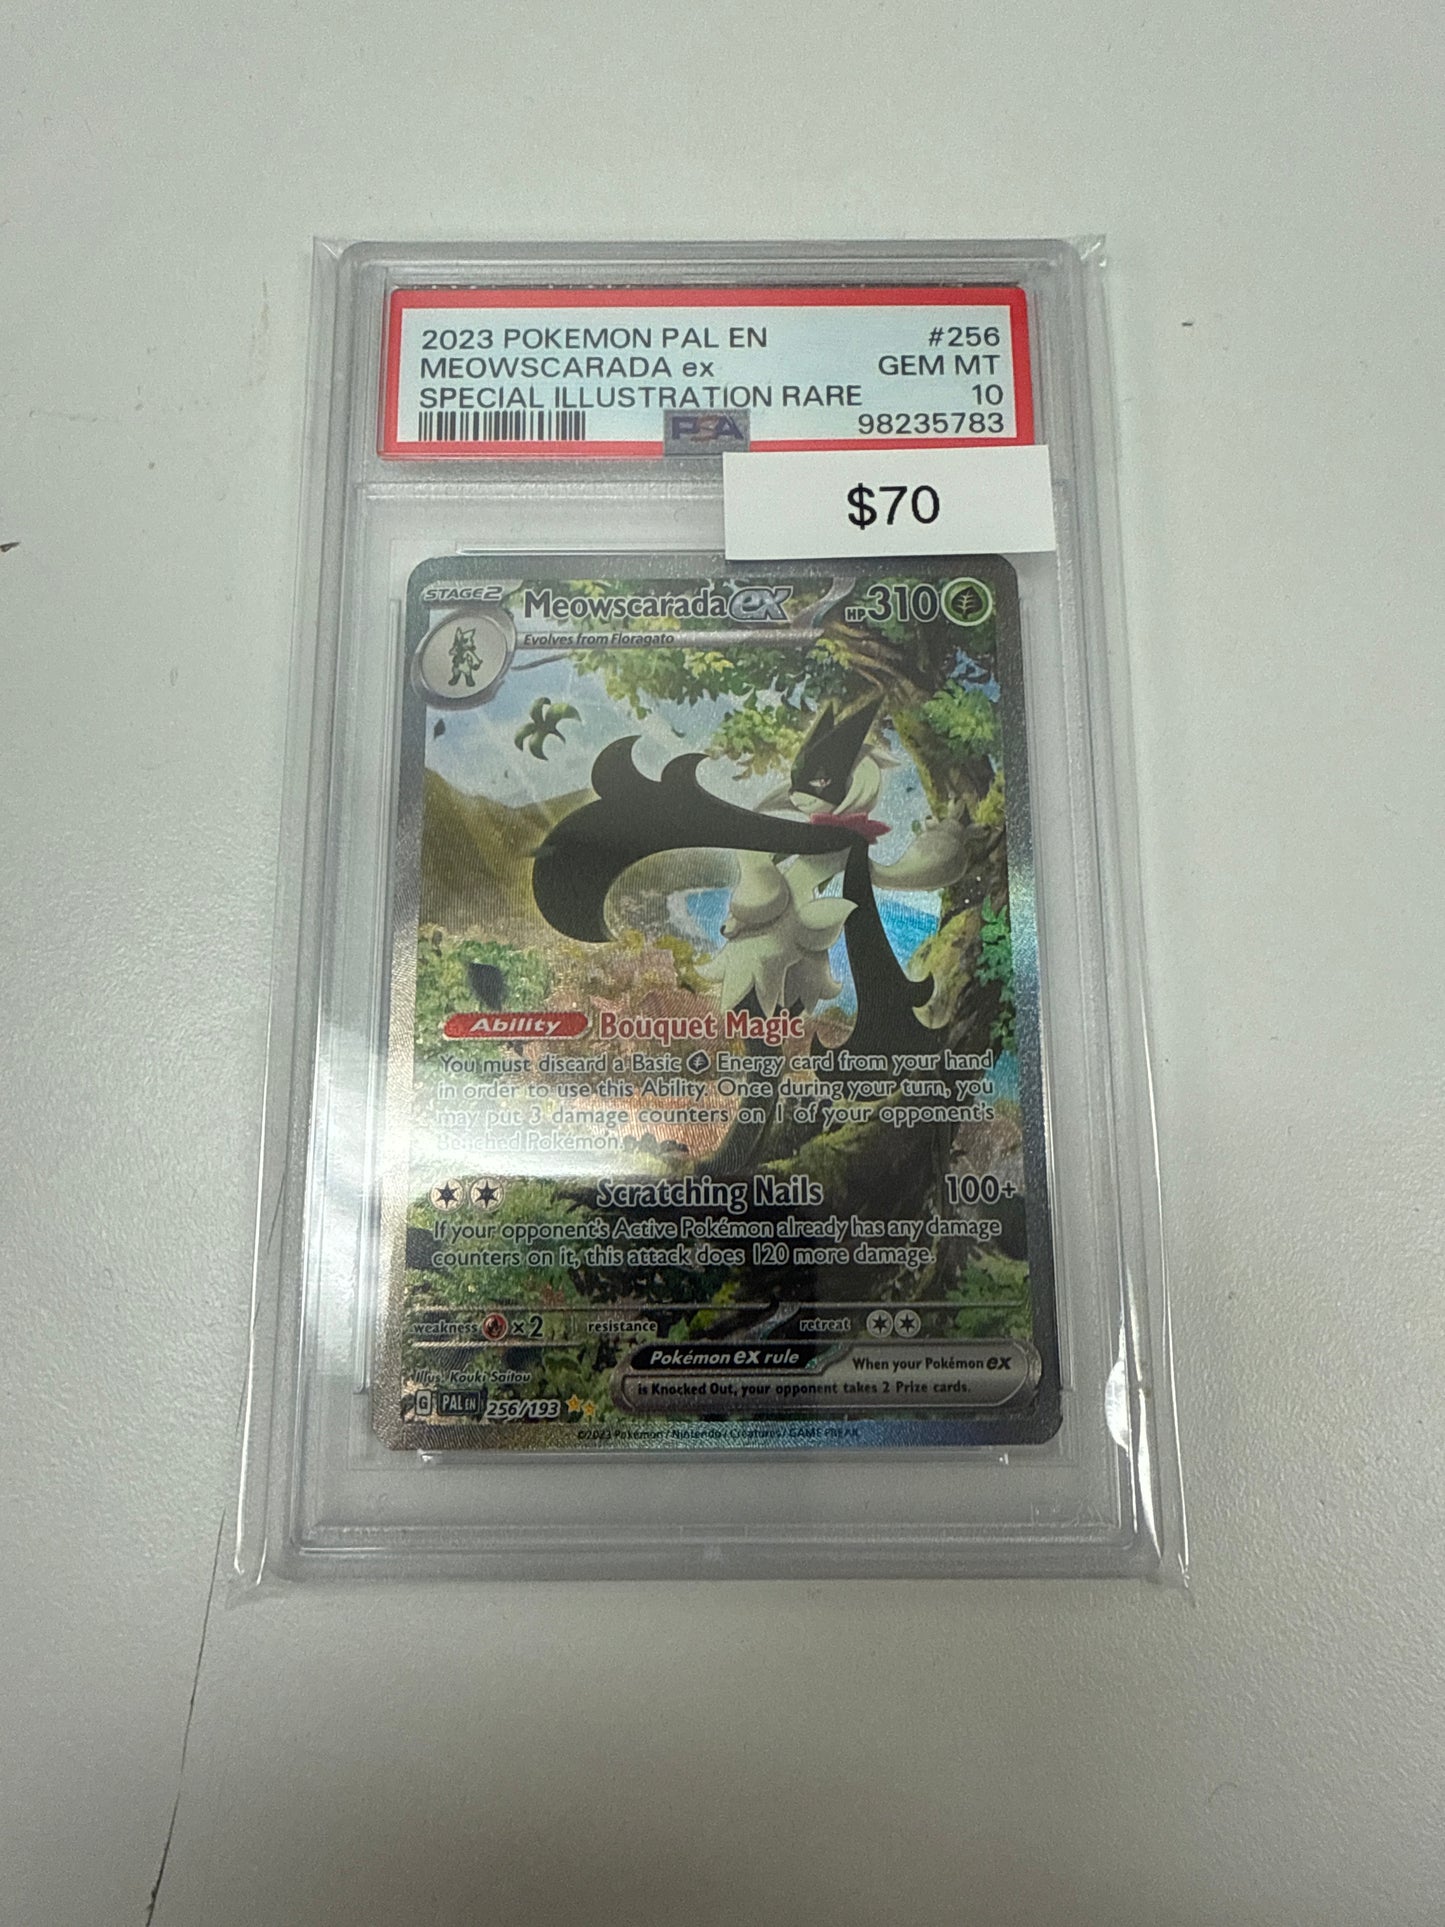 2023 POKEMON PAL EN #256
MEOWSCARADA ex GEM MT
SPECIAL ILLUSTRATION RARE 10
PSA 98235783
$70
STAGE2 Meowscarada ex HP310
Evolves from Floragato
Ability Bouquet Magic
You must discard a Basic Energy card from your hand
in order to use this Ability. Once during your turn, you
may put 3 damage counters on 1 of your opponent's
Benched Pokémon.
Scratching Nails 100+
If your opponent's Active Pokémon already has any damage
counters on it, this attack does 120 more damage.
weakness ×2 resistance retreat
Pokémon ex rule When your Pokémon ex
is Knocked Out, your opponent takes 2 Prize cards.
Illus. Kouki Saitou
G PAL EN 256/193
©2023 Pokémon / Nintendo / Creatures / GAME FREAK